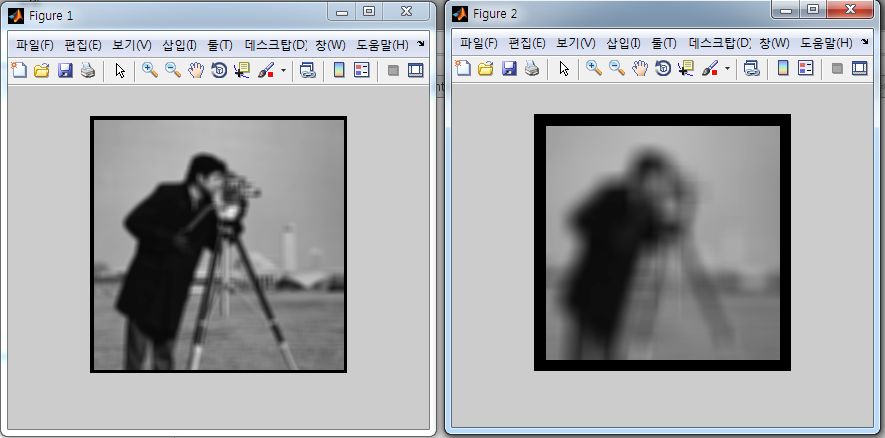 Figure 1
파일(F) 편집(E) 보기(V) 삽입(I) 툴(T) 데스크탑(D) 창(W) 도움말(H)
Figure 2
파일(F) 편집(E) 보기(V) 삽입(I) 툴(T) 데스크탑(D) 창(W) 도움말(H)